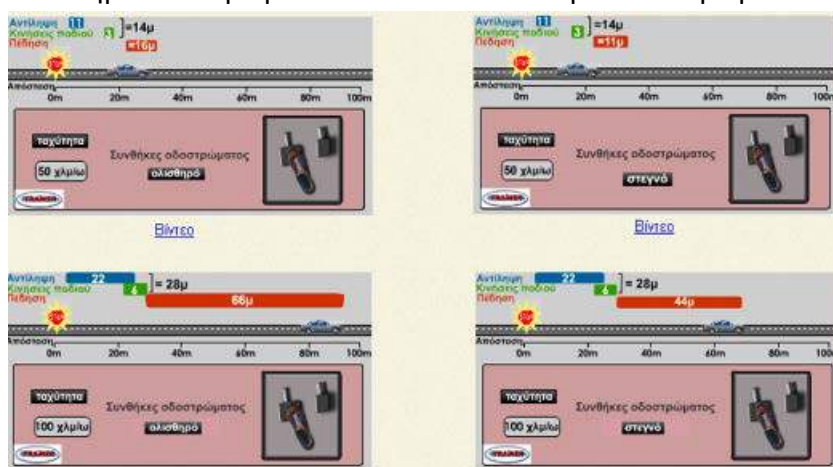 Αντίληψη 11
Κινήσεις ποδιού 3 ]=14μ
Πέδηση =16μ
STOP
Απόσταση
0m 20m 40m 60m 80m 100m
ταχύτητα
50 χλμ/ω
Συνθήκες οδοστρώματος
ολισθηρό
Βίντεο
Αντίληψη 11
Κινήσεις ποδιού 3 ]=14μ
Πέδηση =11μ
STOP
Απόσταση
0m 20m 40m 60m 80m 100m
ταχύτητα
50 χλμ/ω
Συνθήκες οδοστρώματος
στεγνό
Βίντεο
Αντίληψη 22
Κινήσεις ποδιού 6 ]= 28μ
Πέδηση 66μ
STOP
Απόσταση
0m 20m 40m 60m 80m 100m
ταχύτητα
100 χλμ/ω
Συνθήκες οδοστρώματος
ολισθηρό
Αντίληψη 22
Κινήσεις ποδιού 6 ]= 28μ
Πέδηση 44μ
STOP
Απόσταση
0m 20m 40m 60m 80m 100m
ταχύτητα
100 χλμ/ω
Συνθήκες οδοστρώματος
στεγνό